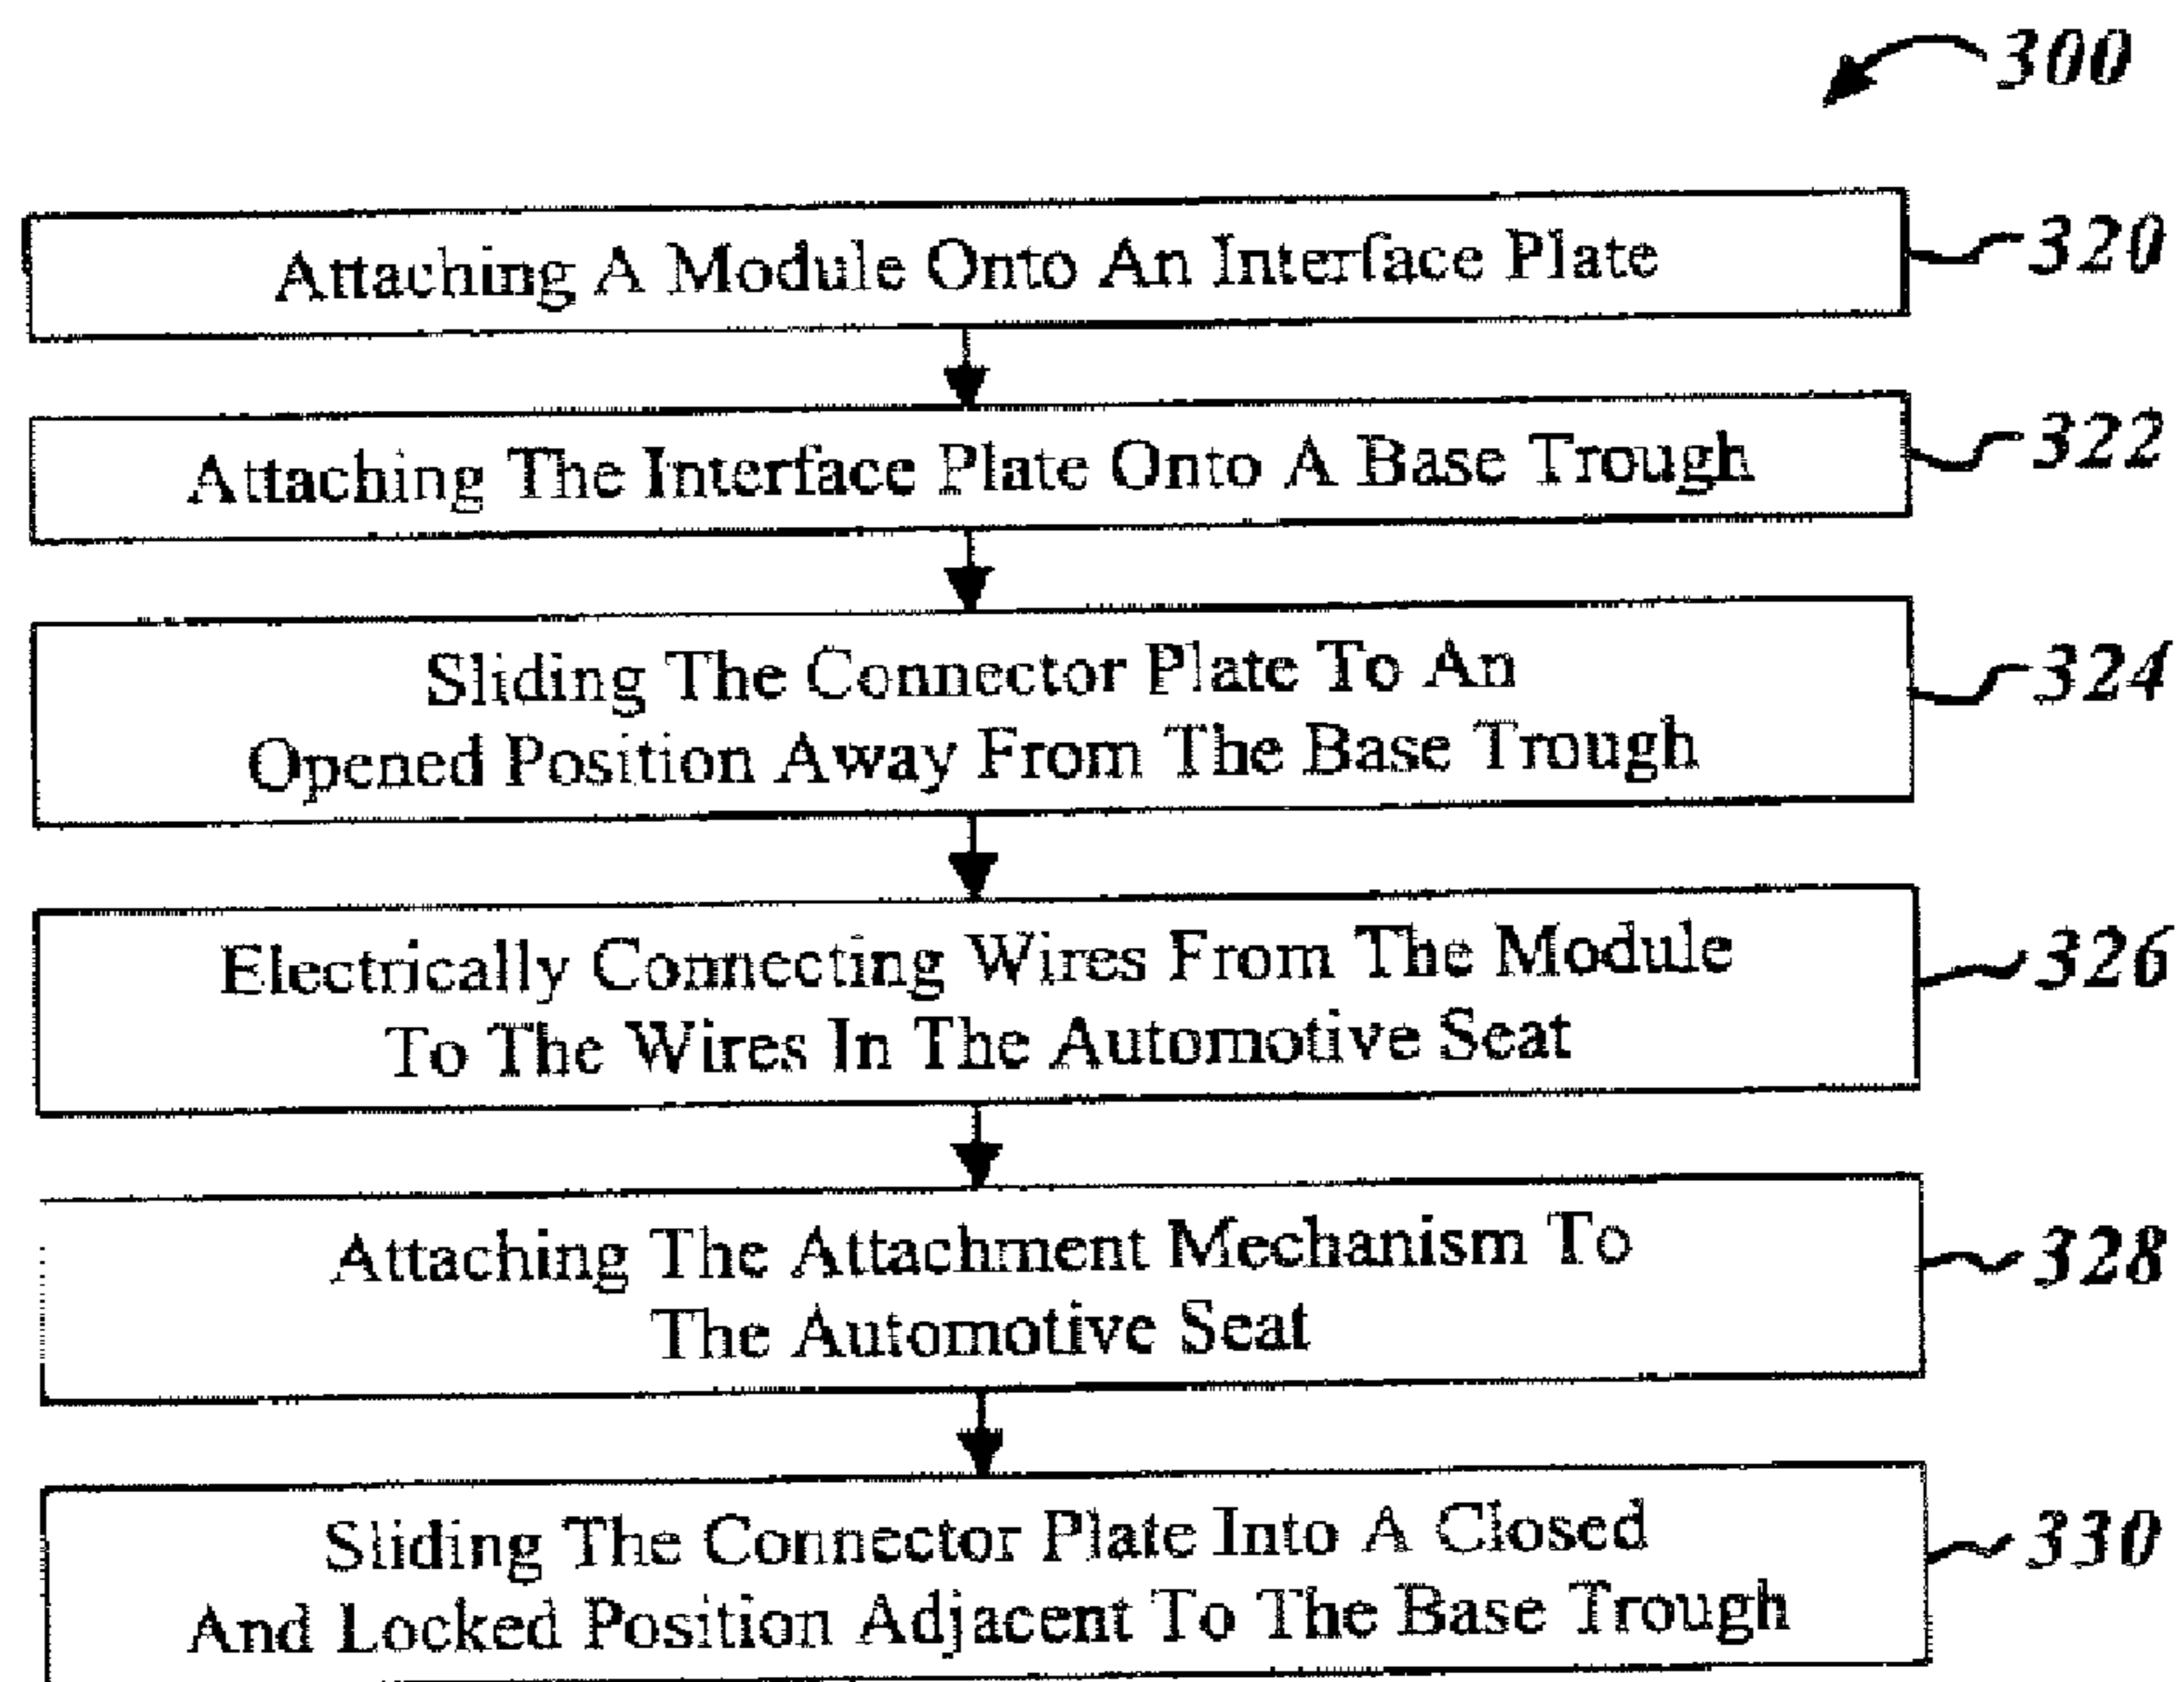 300
Attaching A Module Onto An Interface Plate
320
Attaching The Interface Plate Onto A Base Trough
322
Sliding The Connector Plate To An
Opened Position Away From The Base Trough
324
Electrically Connecting Wires From The Module
To The Wires In The Automotive Seat
326
Attaching The Attachment Mechanism To
The Automotive Seat
328
Sliding The Connector Plate Into A Closed
And Locked Position Adjacent To The Base Trough
330